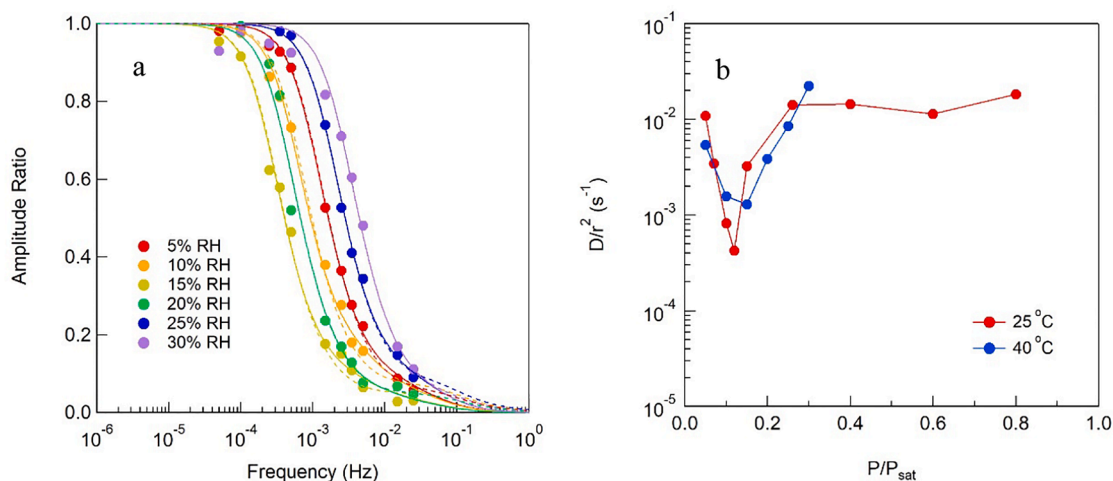 a
1.0
0.8
0.6
0.4
0.2
0.0
Amplitude Ratio
5% RH
10% RH
15% RH
20% RH
25% RH
30% RH
10^-6
10^-5
10^-4
10^-3
10^-2
10^-1
10^0
Frequency (Hz)
b
10^-1
10^-2
10^-3
10^-4
10^-5
D/r^2 (s^-1)
25 °C
40 °C
0.0
0.2
0.4
0.6
0.8
1.0
P/P_sat